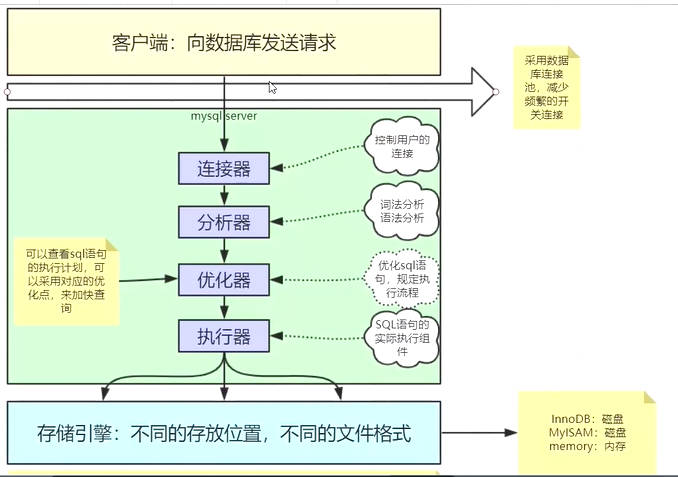 客户端：向数据库发送请求
采用数据
库连接
池，减少
频繁的开
关连接
mysql server
控制用户的
连接
连接器
词法分析
语法分析
分析器
可以查看sql语句
的执行计划，可
以采用对应的优
化点，来加快查
询
优化器
优化sql语
句，规定执
行流程
执行器
SQL语句的
实际执行组
件
存储引擎：不同的存放位置，不同的文件格式
InnoDB：磁盘
MyISAM：磁盘
memory：内存